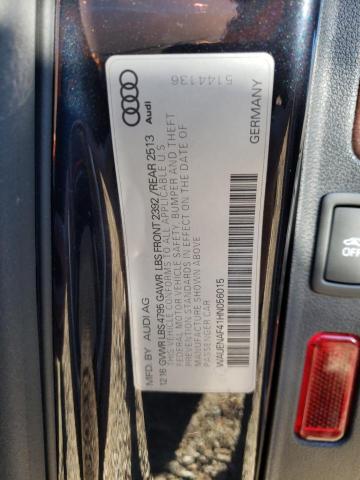 Audi
5144136
GERMANY
MFD. BY AUDI AG
12 16 GVWR LBS 4795 GAWR LBS FRONT 2392 / REAR 2513
THIS VEHICLE CONFORMS TO ALL APPLICABLE U S
FEDERAL MOTOR VEHICLE SAFETY, BUMPER AND THEFT
PREVENTION STANDARDS IN EFFECT ON THE DATE OF
MANUFACTURE SHOWN ABOVE
PASSENGER CAR
WAUENAF41HN056015
OFF